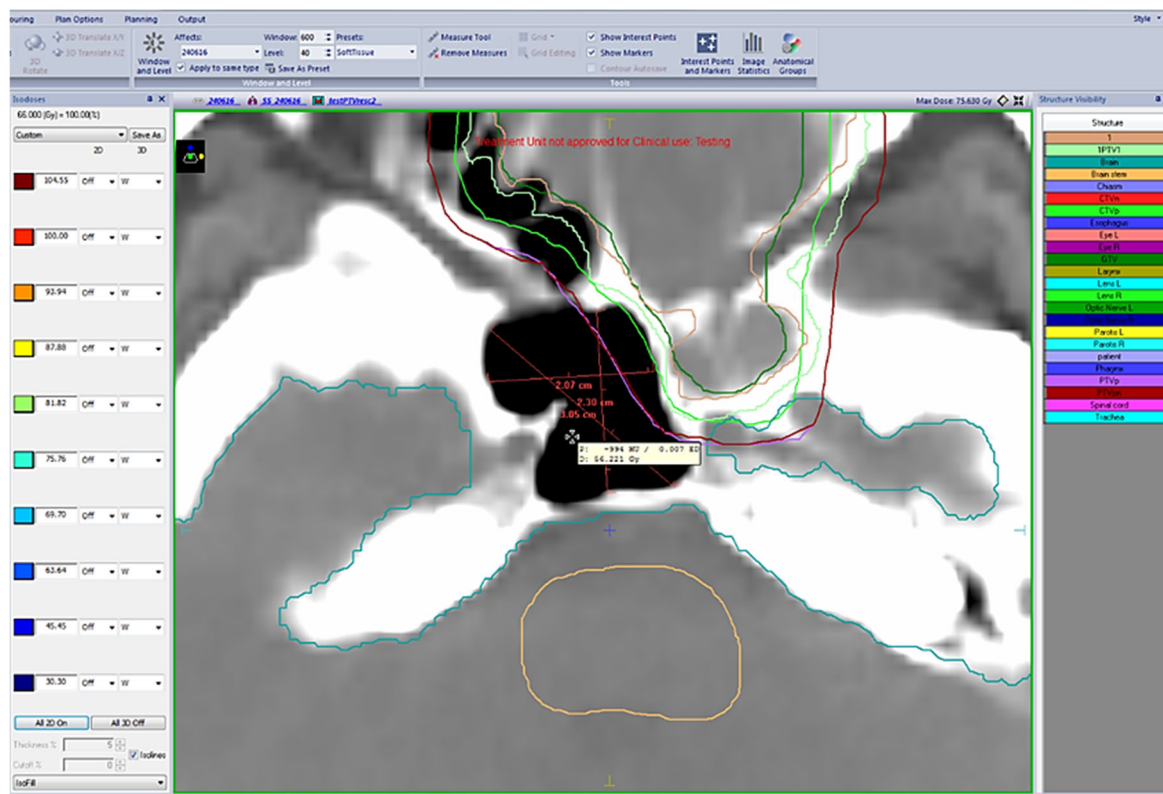 ouring Plan Options Planning Output Style
3D Translate X/Y
3D Translate X/Z
3D Rotate
Window and Level
Affects: Window: 600 Presets:
240616 Level: 40 SoftTissue
Apply to same type Save As Preset
Window and Level
Measure Tool
Remove Measures
Grid
Grid Editing
Show Interest Points
Show Markers
Contour Autosave
Interest Points and Markers
Image Statistics
Anatomical Groups
Tools
Isodoses
66.000 (Gy) = 100.00(%)
Custom Save As
2D 3D
104.55 Off W
100.00 Off W
93.94 Off W
87.88 Off W
81.82 Off W
75.76 Off W
69.70 Off W
63.64 Off W
45.45 Off W
30.30 Off W
All 2D On All 3D Off
Thickness %: 5
Cutoff %: 0
Isolines
IsoFill
240616 SS_240616 testPTVresc2
Max Dose: 75.630 Gy
Treatment Unit not approved for Clinical use: Testing
2.07 cm
2.30 cm
3.05 cm
P: -994 HU / 0.007 ED
D: 66.221 Gy
Structure Visibility
Structure
1
1PTV1
Brain
Brain stem
Chiasm
CTVn
CTVp
Esophagus
Eye L
Eye R
GTV
Larynx
Lens L
Lens R
Optic Nerve L
Parotis L
Parotis R
patient
Pharynx
PTVp
Spinal cord
Trachea